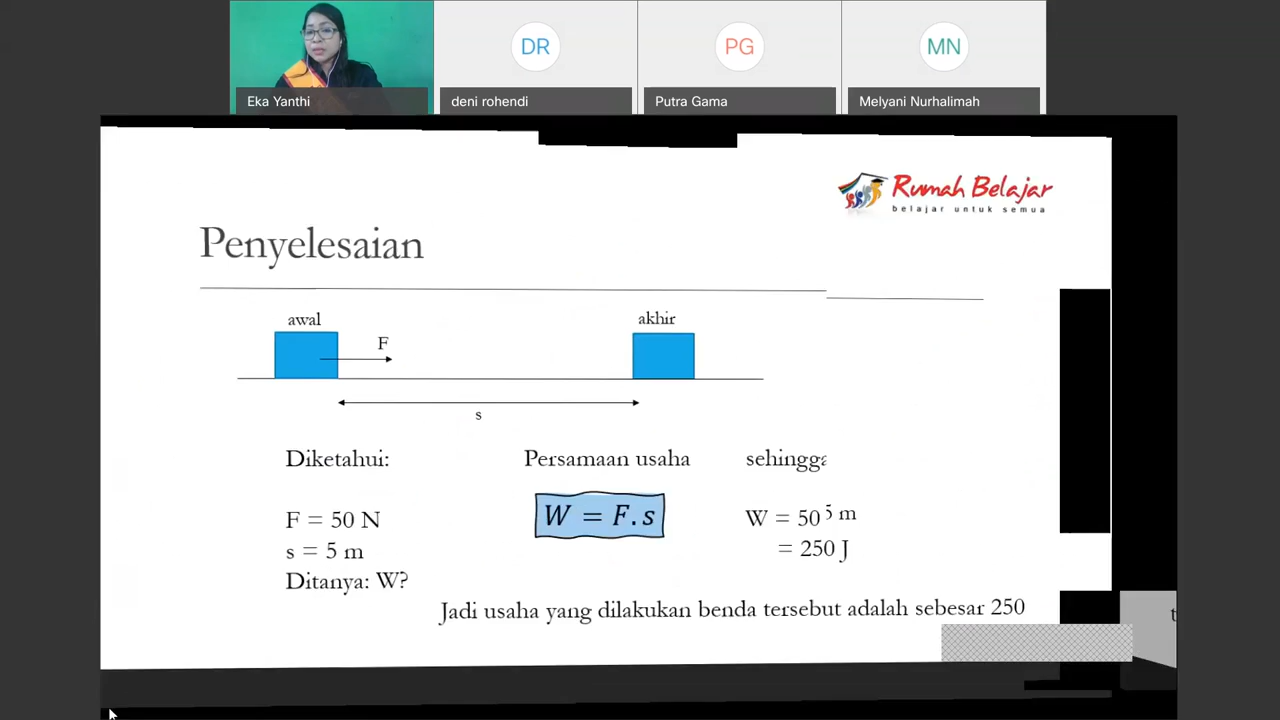 Eka Yanthi
DR
deni rohendi
PG
Putra Gama
MN
Melyani Nurhalimah
Rumah Belajar
belajar untuk semua
Penyelesaian
awal
akhir
F
s
Diketahui:
F = 50 N
s = 5 m
Ditanya: W?
Persamaan usaha
W = F.s
sehingga
W = 50 5 m
= 250 J
Jadi usaha yang dilakukan benda tersebut adalah sebesar 250